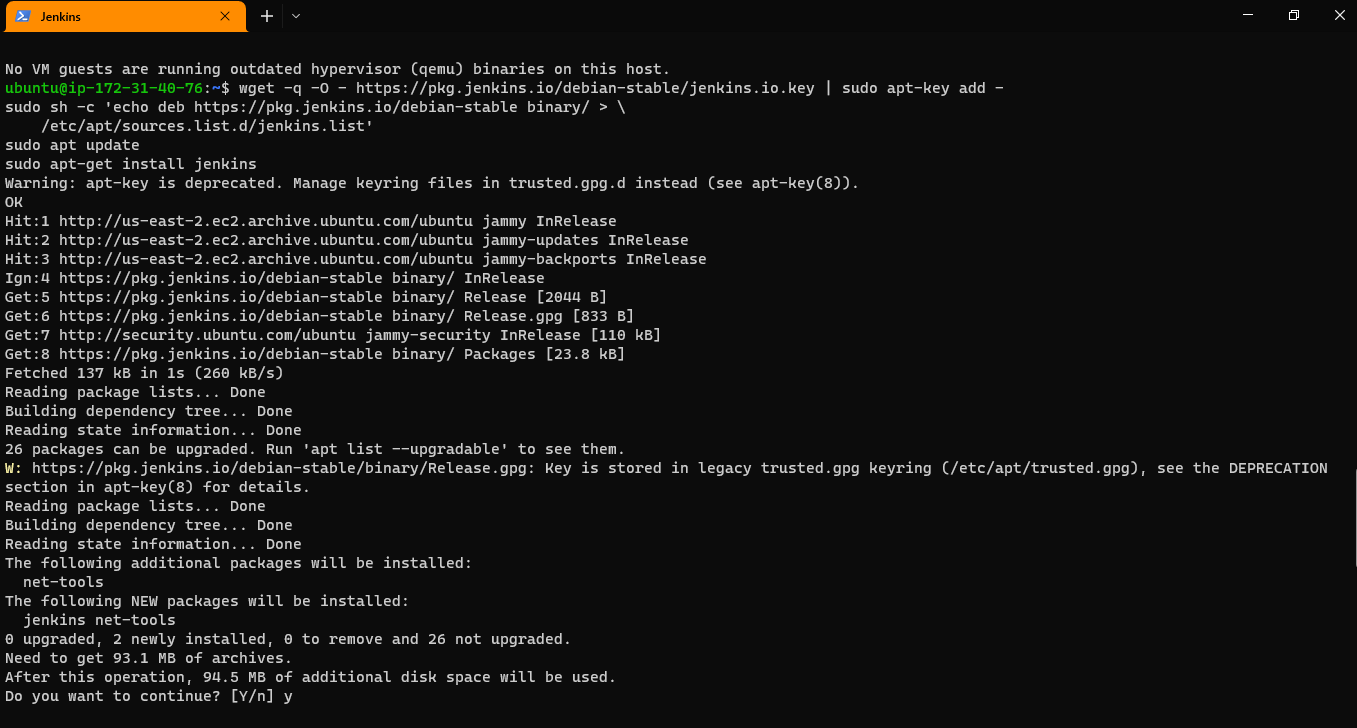 Jenkins
No VM guests are running outdated hypervisor (qemu) binaries on this host.
ubuntu@ip-172-31-40-76:~$ wget -q -O - https://pkg.jenkins.io/debian-stable/jenkins.io.key | sudo apt-key add -
sudo sh -c 'echo deb https://pkg.jenkins.io/debian-stable binary/ > \
    /etc/apt/sources.list.d/jenkins.list'
sudo apt update
sudo apt-get install jenkins
Warning: apt-key is deprecated. Manage keyring files in trusted.gpg.d instead (see apt-key(8)).
OK
Hit:1 http://us-east-2.ec2.archive.ubuntu.com/ubuntu jammy InRelease
Hit:2 http://us-east-2.ec2.archive.ubuntu.com/ubuntu jammy-updates InRelease
Hit:3 http://us-east-2.ec2.archive.ubuntu.com/ubuntu jammy-backports InRelease
Ign:4 https://pkg.jenkins.io/debian-stable binary/ InRelease
Get:5 https://pkg.jenkins.io/debian-stable binary/ Release [2044 B]
Get:6 https://pkg.jenkins.io/debian-stable binary/ Release.gpg [833 B]
Get:7 http://security.ubuntu.com/ubuntu jammy-security InRelease [110 kB]
Get:8 https://pkg.jenkins.io/debian-stable binary/ Packages [23.8 kB]
Fetched 137 kB in 1s (260 kB/s)
Reading package lists... Done
Building dependency tree... Done
Reading state information... Done
26 packages can be upgraded. Run 'apt list --upgradable' to see them.
W: https://pkg.jenkins.io/debian-stable/binary/Release.gpg: Key is stored in legacy trusted.gpg keyring (/etc/apt/trusted.gpg), see the DEPRECATION
section in apt-key(8) for details.
Reading package lists... Done
Building dependency tree... Done
Reading state information... Done
The following additional packages will be installed:
  net-tools
The following NEW packages will be installed:
  jenkins net-tools
0 upgraded, 2 newly installed, 0 to remove and 26 not upgraded.
Need to get 93.1 MB of archives.
After this operation, 94.5 MB of additional disk space will be used.
Do you want to continue? [Y/n] y